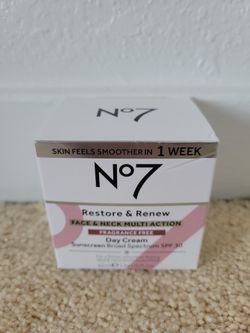 No7
SKIN FEELS SMOOTHER IN 1 WEEK
No7
Restore & Renew
FACE & NECK MULTI ACTION
FRAGRANCE FREE
Day Cream
Sunscreen Broad Spectrum SPF 30